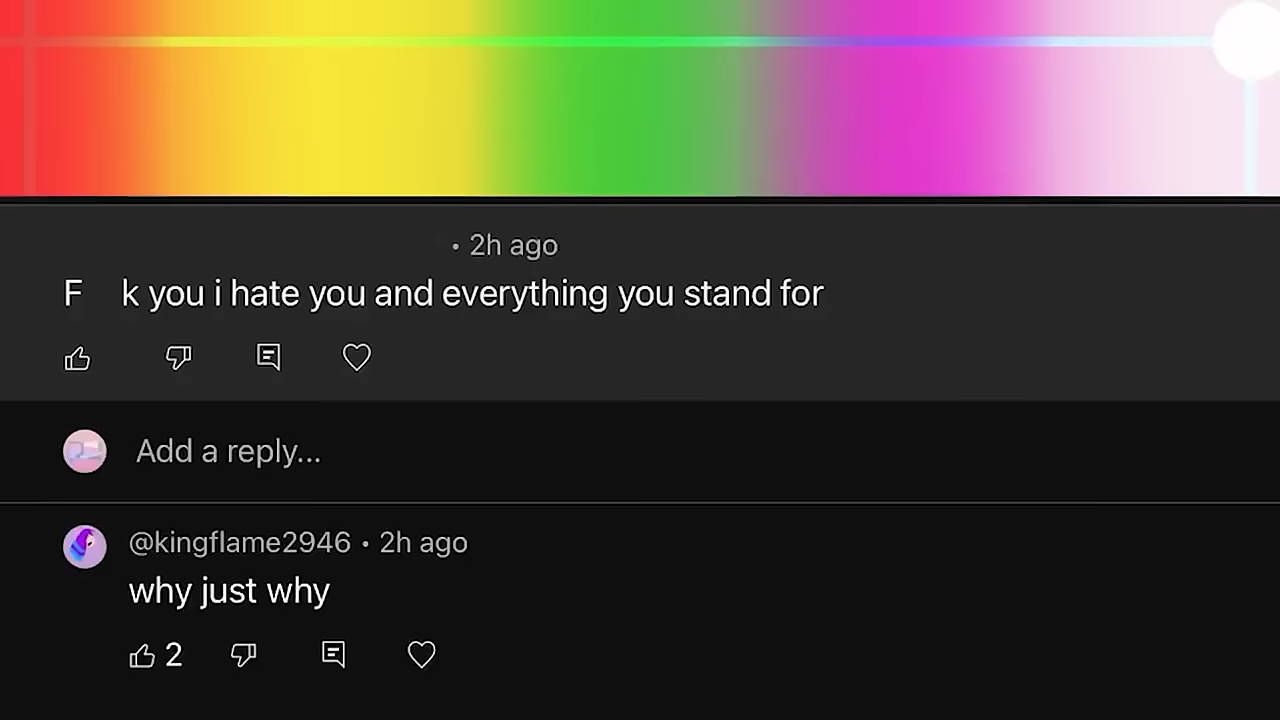 • 2h ago
F k you i hate you and everything you stand for
Add a reply...
@kingflame2946 • 2h ago
why just why
2